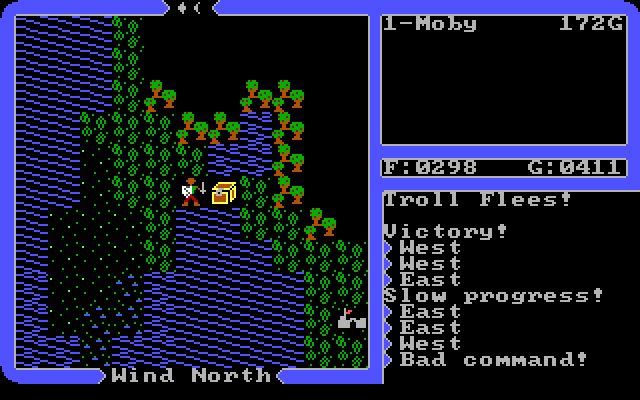 1-Moby 172G
F:0298 G:0411
Troll Flees!
Victory!
West
West
East
Slow progress!
East
East
West
Bad command!
Wind North